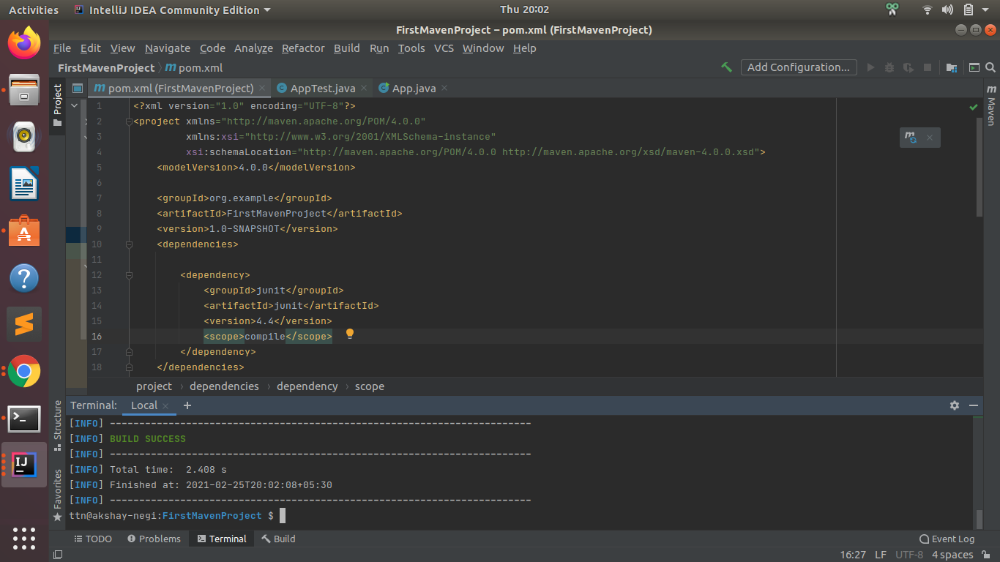 Activities IntelliJ IDEA Community Edition Thu 20:02
FirstMavenProject – pom.xml (FirstMavenProject)
File Edit View Navigate Code Analyze Refactor Build Run Tools VCS Window Help
FirstMavenProject m pom.xml Add Configuration...
Project
m pom.xml (FirstMavenProject) AppTest.java App.java
m Maven
1 <?xml version="1.0" encoding="UTF-8"?>
2 <project xmlns="http://maven.apache.org/POM/4.0.0"
3 xmlns:xsi="http://www.w3.org/2001/XMLSchema-instance"
4 xsi:schemaLocation="http://maven.apache.org/POM/4.0.0 http://maven.apache.org/xsd/maven-4.0.0.xsd">
5 <modelVersion>4.0.0</modelVersion>
6
7 <groupId>org.example</groupId>
8 <artifactId>FirstMavenProject</artifactId>
9 <version>1.0-SNAPSHOT</version>
10 <dependencies>
11
12 <dependency>
13 <groupId>junit</groupId>
14 <artifactId>junit</artifactId>
15 <version>4.4</version>
16 <scope>compile</scope>
17 </dependency>
18 </dependencies>
project › dependencies › dependency › scope
Structure
Favorites
Terminal: Local +
[INFO] ------------------------------------------------------------------------
[INFO] BUILD SUCCESS
[INFO] ------------------------------------------------------------------------
[INFO] Total time:  2.408 s
[INFO] Finished at: 2021-02-25T20:02:08+05:30
[INFO] ------------------------------------------------------------------------
ttn@akshay-negi:FirstMavenProject $
TODO Problems Terminal Build Event Log
16:27 LF UTF-8 4 spaces